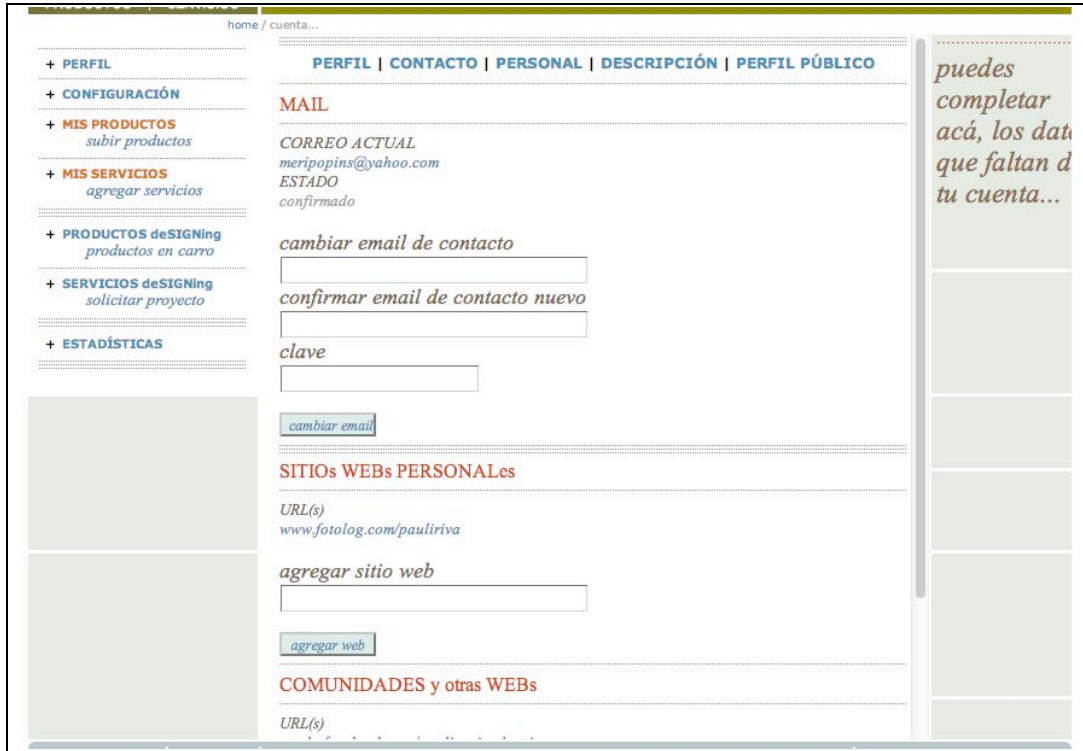 PRODUCTOS | SERVICIOS
home / cuenta...
+ PERFIL
+ CONFIGURACIÓN
+ MIS PRODUCTOS
subir productos
+ MIS SERVICIOS
agregar servicios
+ PRODUCTOS deSIGNing
productos en carro
+ SERVICIOS deSIGNing
solicitar proyecto
+ ESTADÍSTICAS
PERFIL | CONTACTO | PERSONAL | DESCRIPCIÓN | PERFIL PÚBLICO
MAIL
CORREO ACTUAL
meripopins@yahoo.com
ESTADO
confirmado
cambiar email de contacto
confirmar email de contacto nuevo
clave
cambiar email
SITIOs WEBs PERSONALes
URL(s)
www.fotolog.com/pauliriva
agregar sitio web
agregar web
COMUNIDADES y otras WEBs
URL(s)
puedes
completar
acá, los dat
que faltan d
tu cuenta...